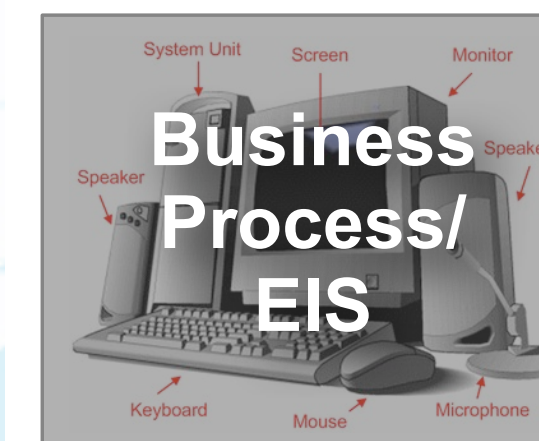 System Unit
Screen
Monitor
Business
Speake
Speaker
Process/
EIS
Keyboard
Mouse
Microphone